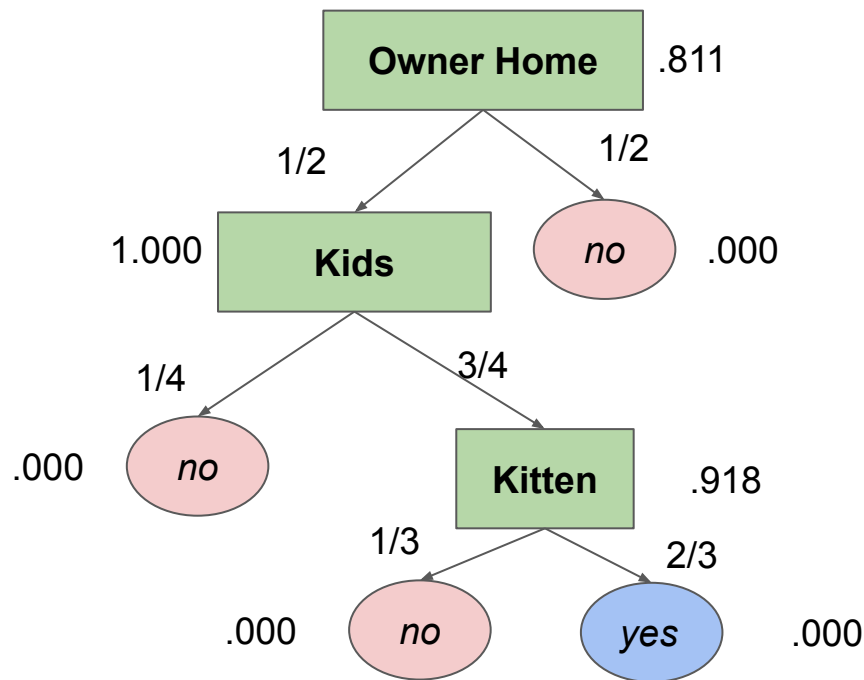 Owner Home
.811
1/2
1/2
1.000
Kids
no
.000
1/4
3/4
.000
no
Kitten
.918
1/3
2/3
.000
no
yes
.000